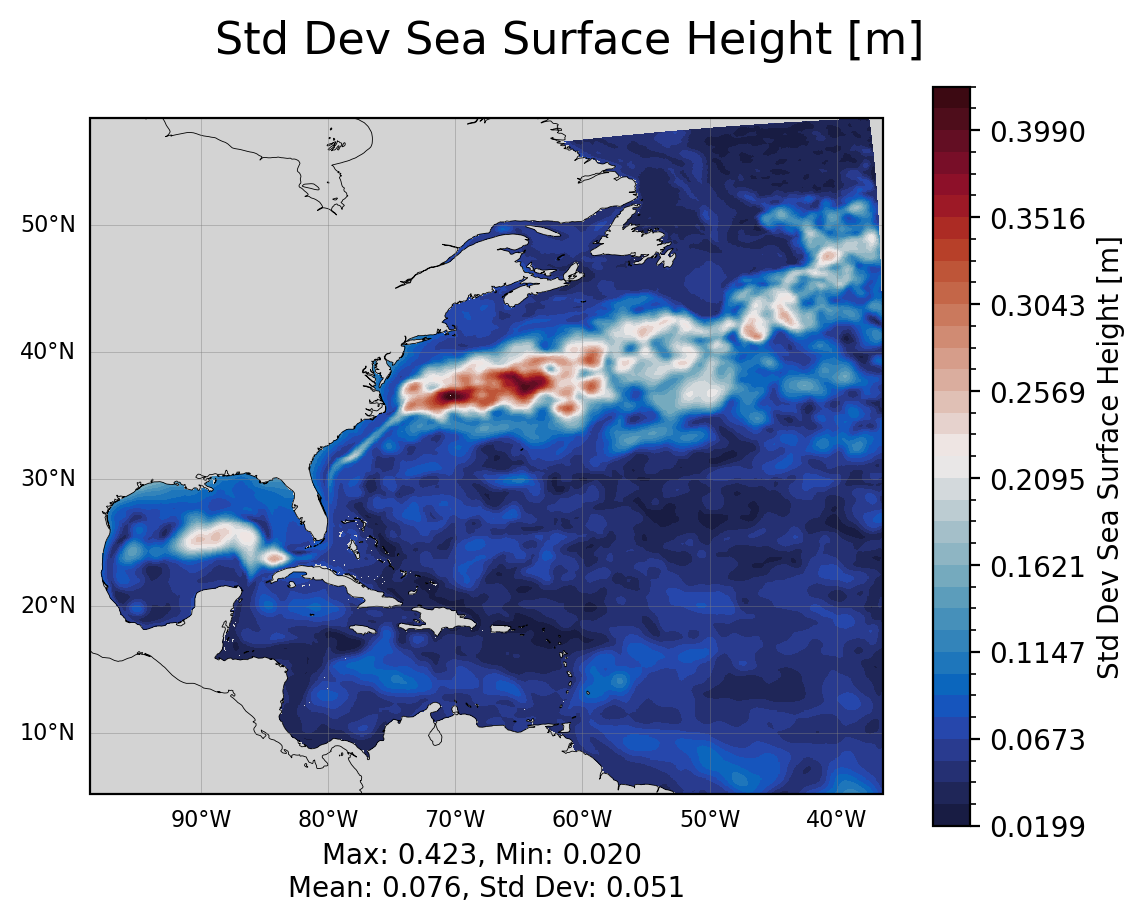 Std Dev Sea Surface Height [m]
50°N
40°N
30°N
20°N
10°N
90°W 80°W 70°W 60°W 50°W 40°W
Max: 0.423, Min: 0.020
Mean: 0.076, Std Dev: 0.051
0.3990
0.3516
0.3043
0.2569
0.2095
0.1621
0.1147
0.0673
0.0199
Std Dev Sea Surface Height [m]